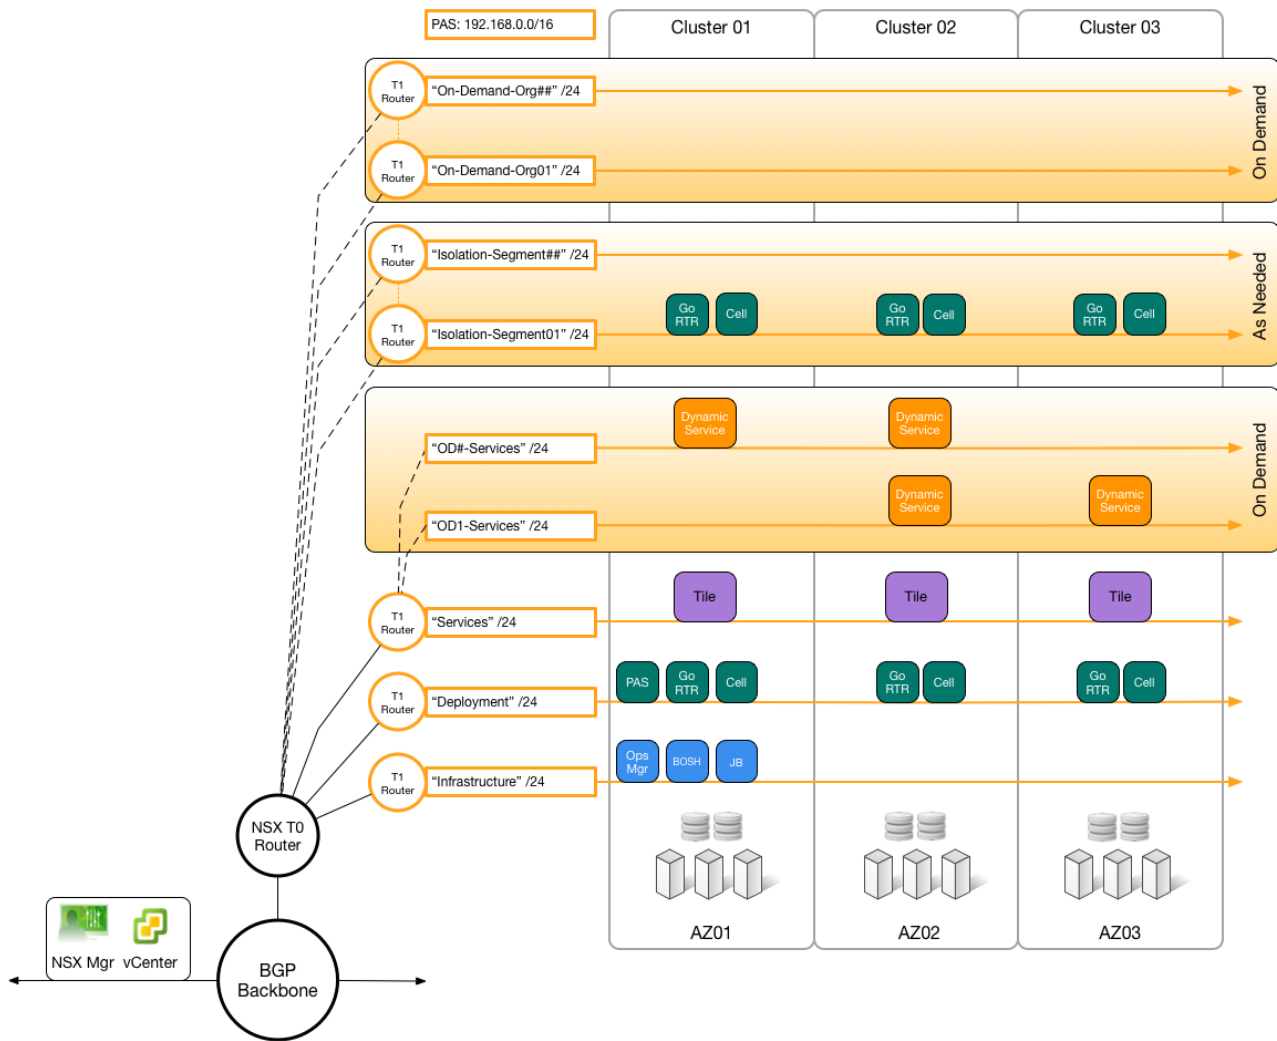 PAS: 192.168.0.0/16
Cluster 01
Cluster 02
Cluster 03
T1
Router
“On-Demand-Org##” /24
T1
Router
“On-Demand-Org01” /24
On Demand
T1
Router
“Isolation-Segment##” /24
Go
RTR
Cell
Go
RTR
Cell
Go
RTR
Cell
T1
Router
“Isolation-Segment01” /24
As Needed
Dynamic
Service
Dynamic
Service
“OD#-Services” /24
Dynamic
Service
Dynamic
Service
“OD1-Services” /24
On Demand
Tile
Tile
Tile
T1
Router
“Services” /24
PAS
Go
RTR
Cell
Go
RTR
Cell
Go
RTR
Cell
T1
Router
“Deployment” /24
Ops
Mgr
BOSH
JB
T1
Router
“Infrastructure” /24
NSX T0
Router
AZ01
AZ02
AZ03
NSX Mgr
vCenter
BGP
Backbone